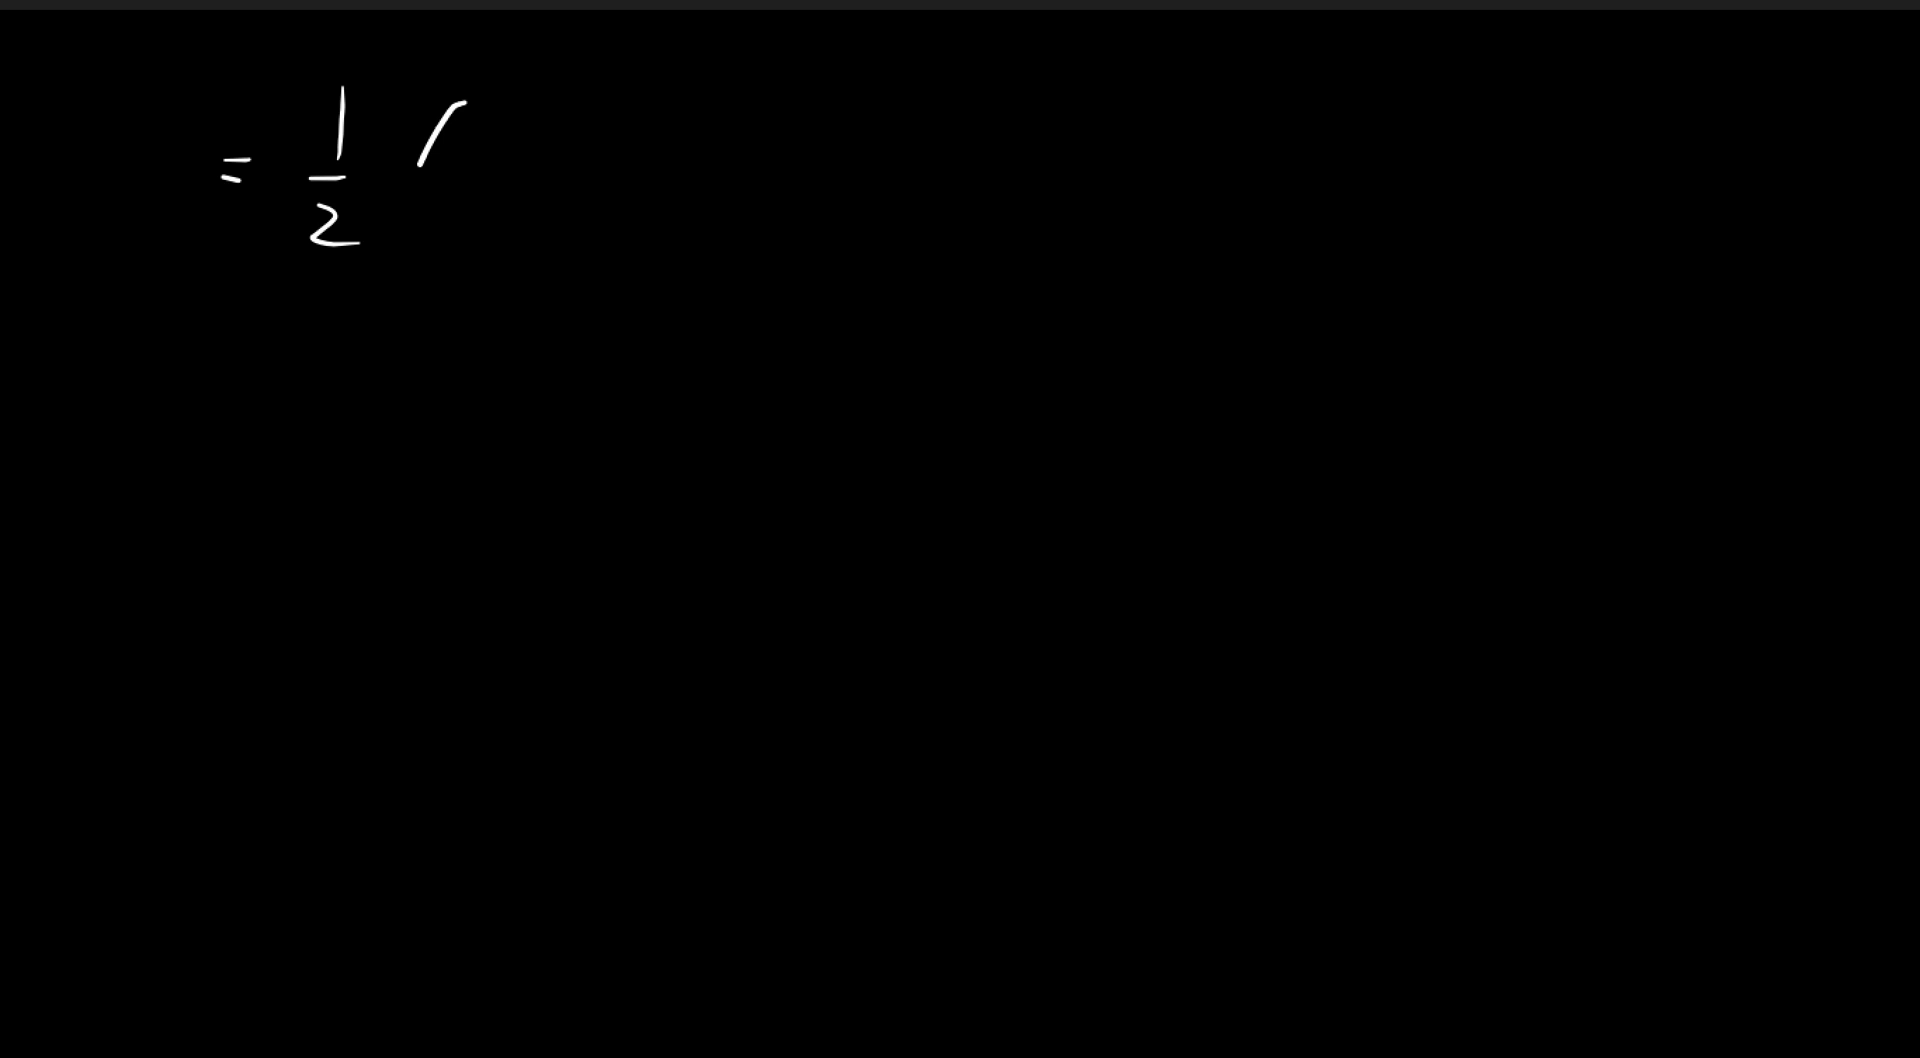 = 1/2